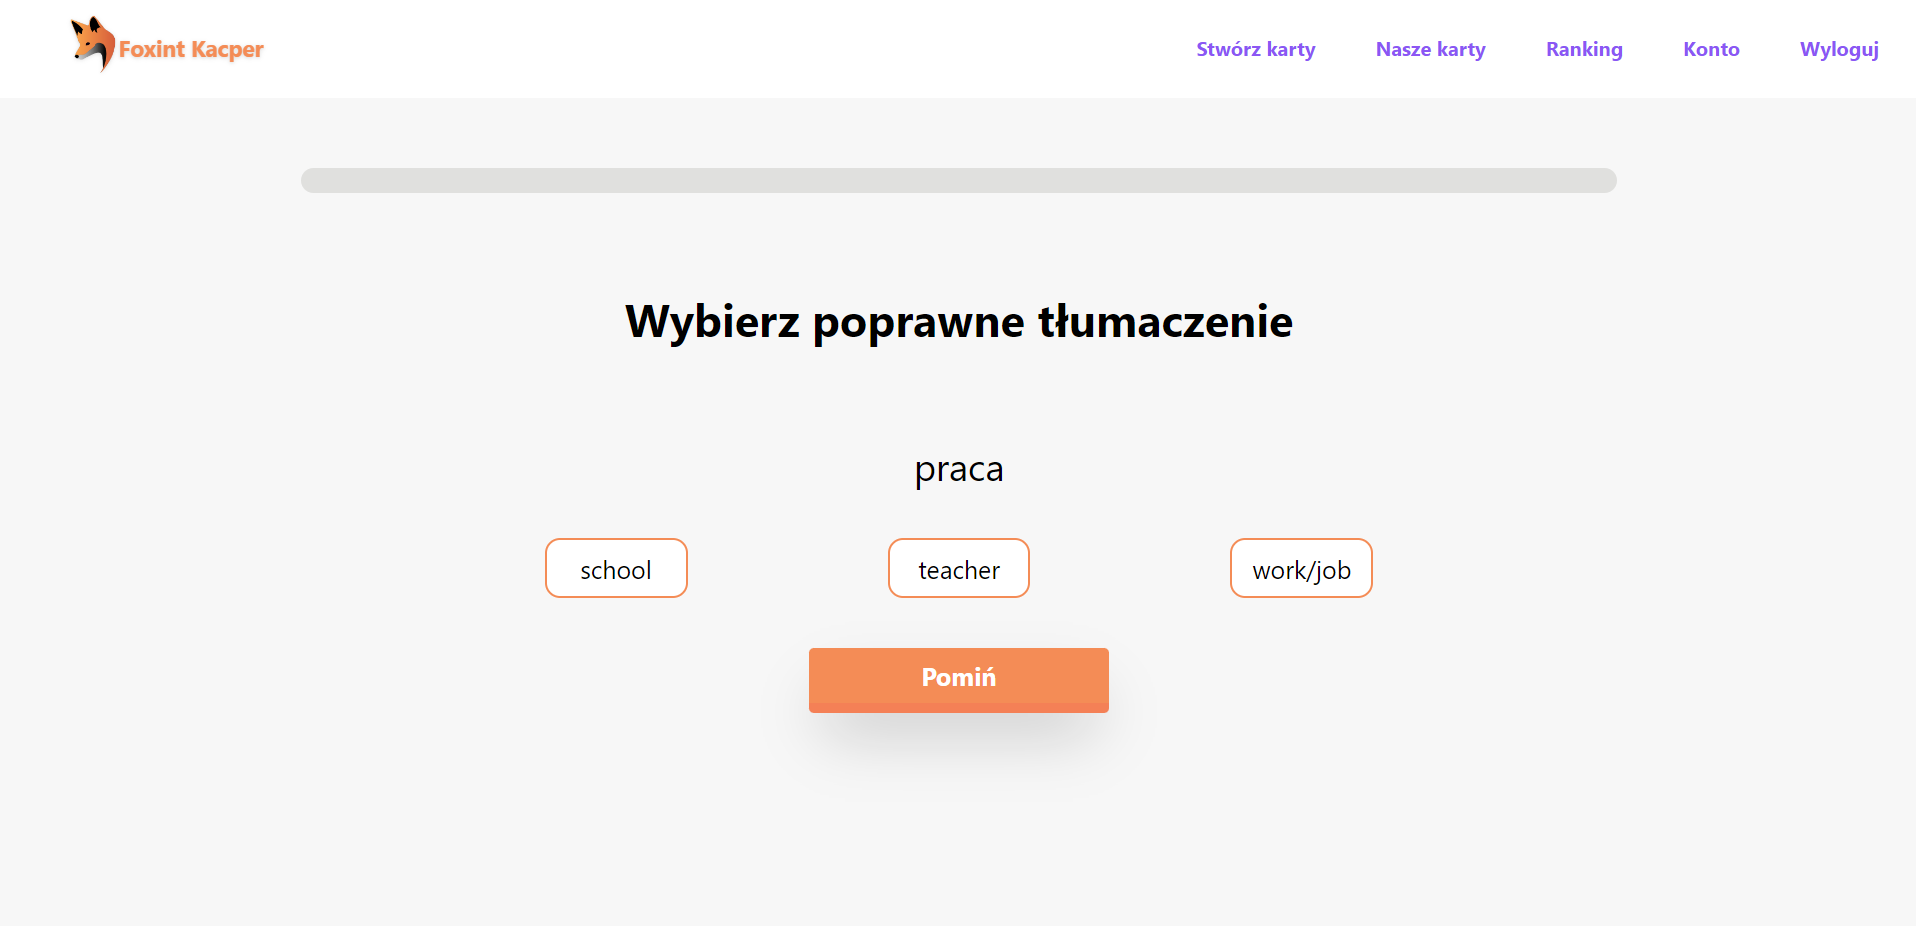 Foxint Kacper
Stwórz karty
Nasze karty
Ranking
Konto
Wyloguj
Wybierz poprawne tłumaczenie
praca
school
teacher
work/job
Pomiń